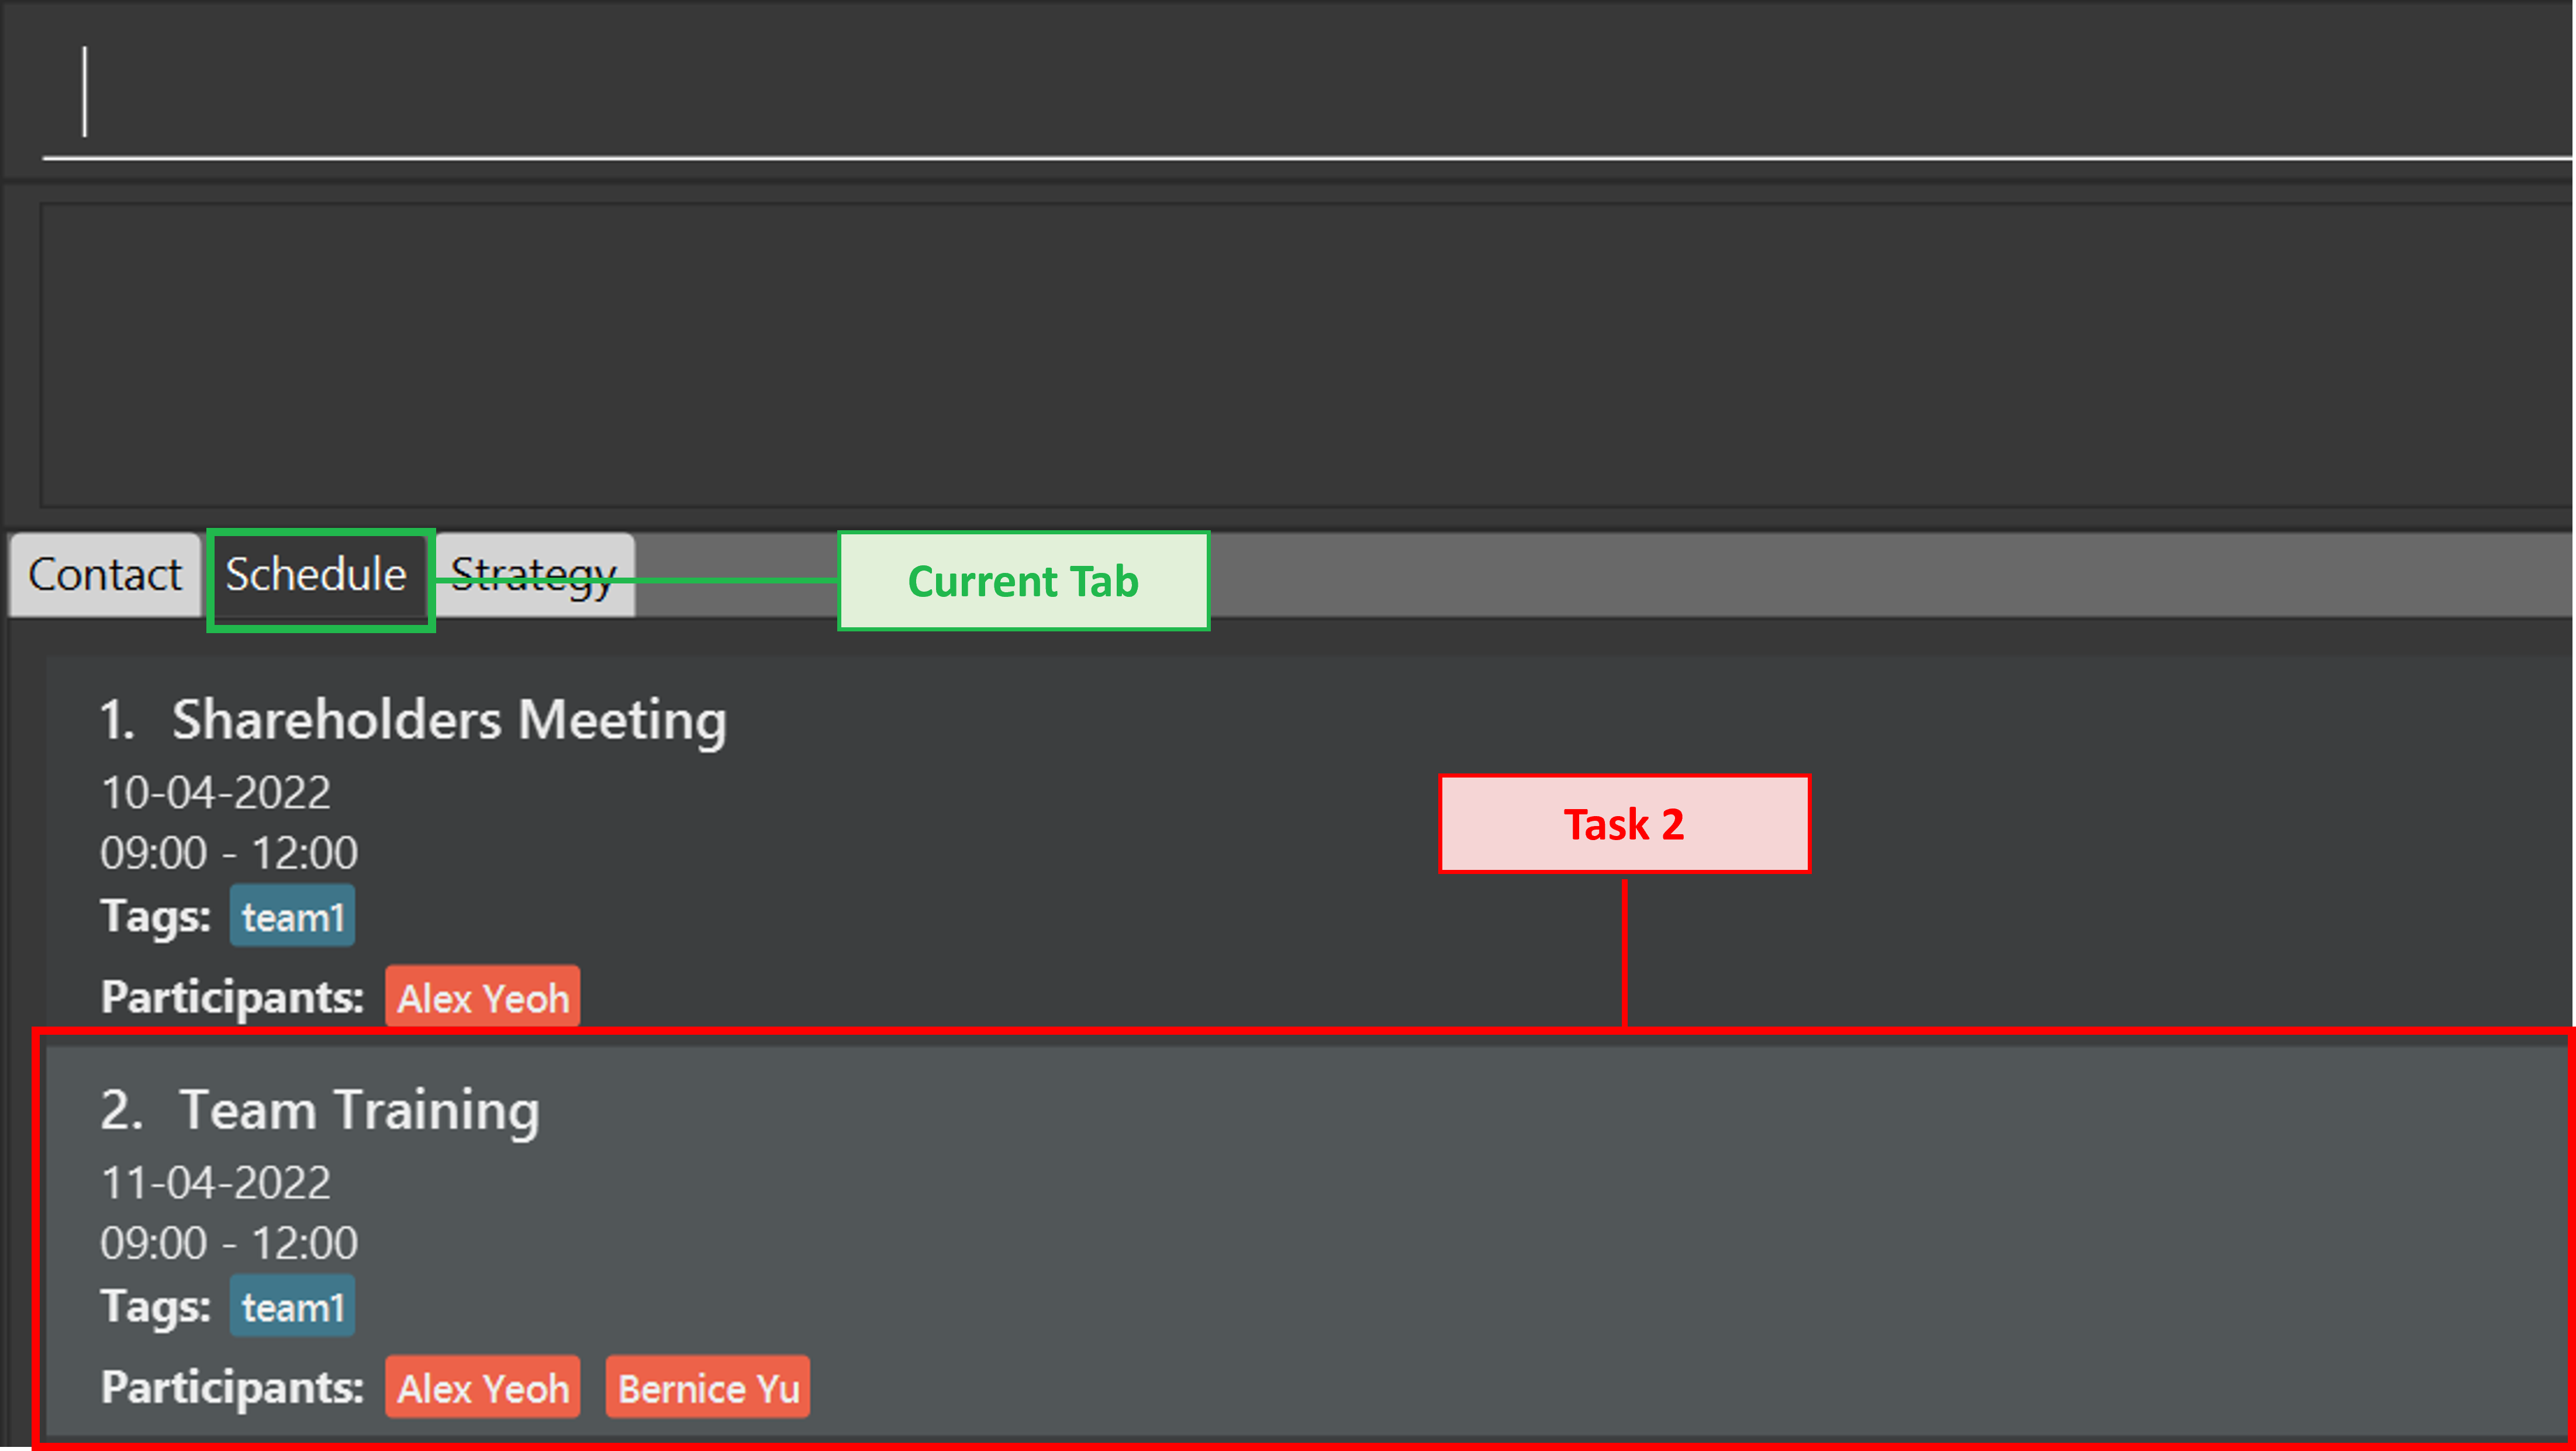 Contact Schedule Strategy Current Tab
1. Shareholders Meeting
10-04-2022
Task 2
09:00 - 12:00
Tags: team1
Participants: Alex Yeoh
2. Team Training
11-04-2022
09:00 - 12:00
Tags: team1
Participants: Alex Yeoh Bernice Yu